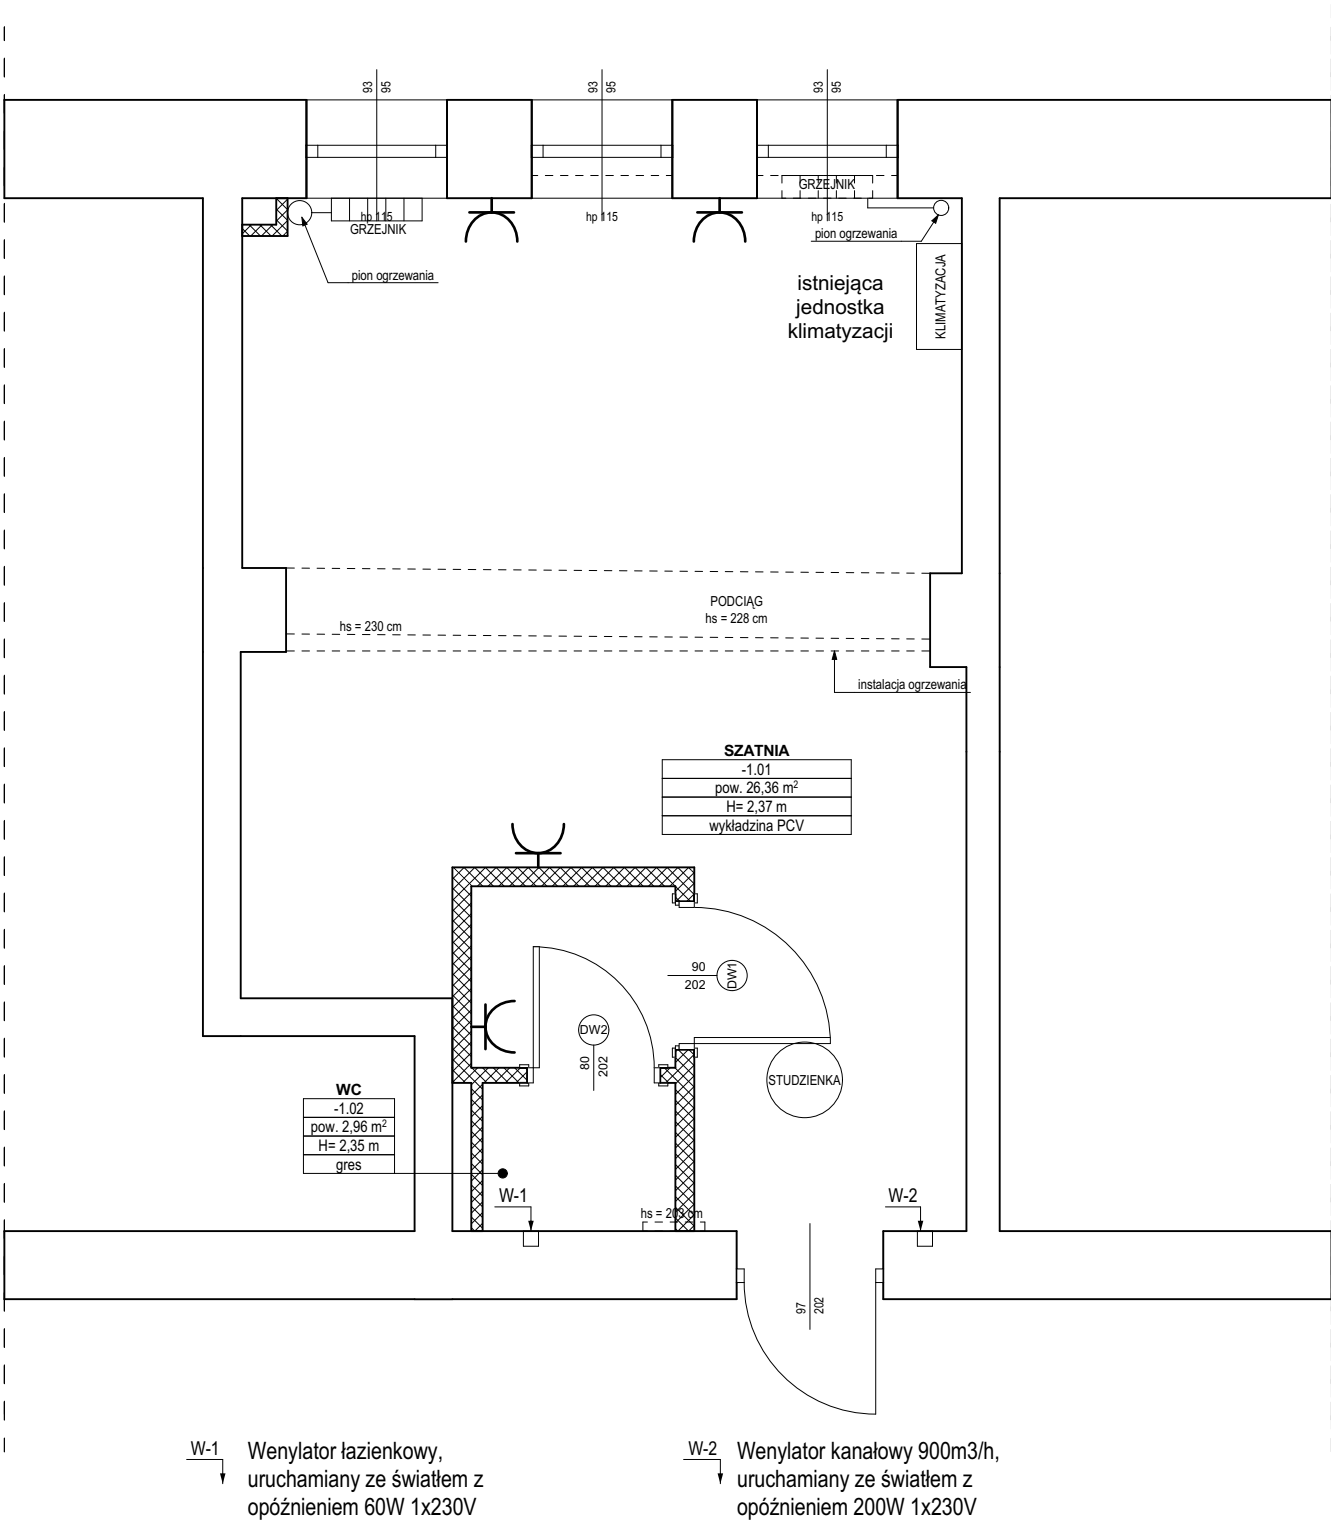 93
95
93
95
93
95
GRZEJNIK
hp 115
hp 115
hp 115
GRZEJNIK
pion ogrzewania
pion ogrzewania
istniejąca
jednostka
klimatyzacji
KLIMATYZACJA
PODCIĄG
hs = 228 cm
hs = 230 cm
instalacja ogrzewania
SZATNIA
-1.01
pow. 26,36 m²
H= 2,37 m
wykładzina PCV
90
202
DW1
DW2
80
202
STUDZIENKA
WC
-1.02
pow. 2,96 m²
H= 2,35 m
gres
W-1
W-2
hs = 203 cm
97
202
W-1
Wenylator łazienkowy,
uruchamiany ze światłem z
opóźnieniem 60W 1x230V
W-2
Wenylator kanałowy 900m3/h,
uruchamiany ze światłem z
opóźnieniem 200W 1x230V